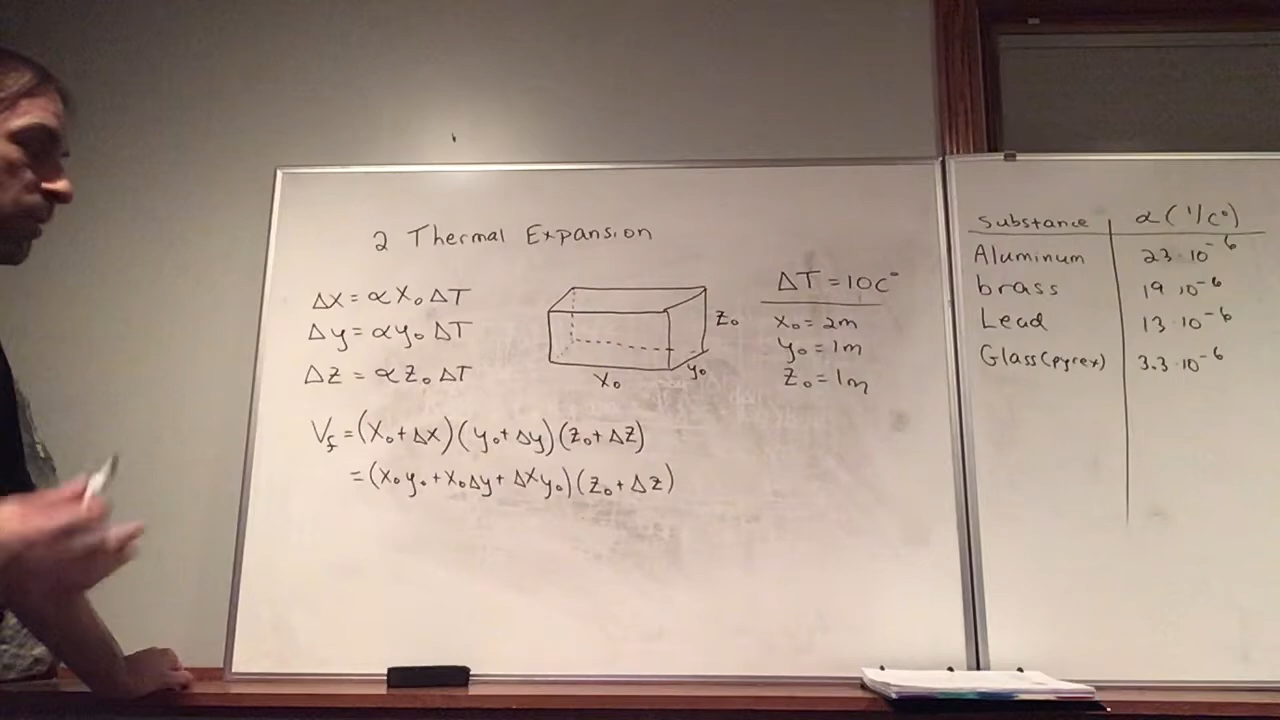 2 Thermal Expansion
Δx = αx₀ΔT
Δy = αy₀ΔT
Δz = αz₀ΔT
z₀
y₀
x₀
ΔT = 10C°
x₀ = 2m
y₀ = 1m
z₀ = 1m
V_f = (x₀+Δx)(y₀+Δy)(z₀+Δz)
= (x₀y₀+x₀Δy+Δxy₀)(z₀+Δz)
Substance α(1/C°)
Aluminum 23·10⁻⁶
brass 19·10⁻⁶
Lead 13·10⁻⁶
Glass(pyrex) 3.3·10⁻⁶